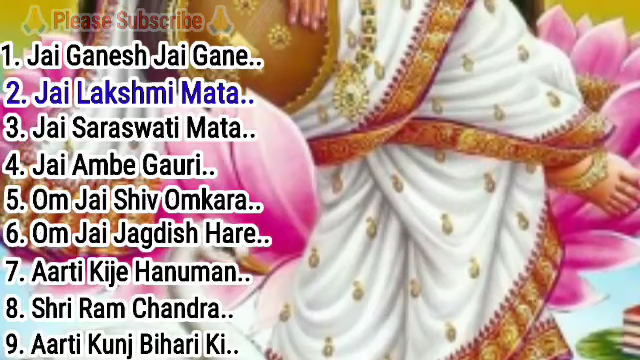 🙏 Please Subscribe 🙏
1. Jai Ganesh Jai Gane..
2. Jai Lakshmi Mata..
3. Jai Saraswati Mata..
4. Jai Ambe Gauri..
5. Om Jai Shiv Omkara..
6. Om Jai Jagdish Hare..
7. Aarti Kije Hanuman..
8. Shri Ram Chandra..
9. Aarti Kunj Bihari Ki..